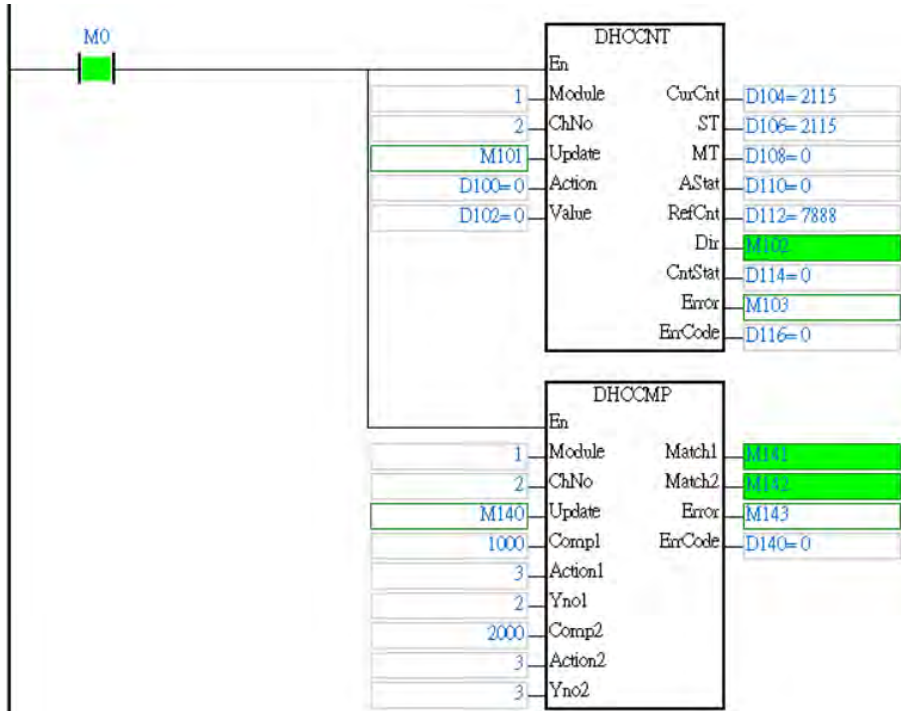 M0
DHCCNT
En
1 Module CurCnt D104=2115
2 ChNo ST D106=2115
M101 Update MT D108=0
D100=0 Action AStat D110=0
D102=0 Value RefCnt D112=7888
Dir M102
CntStat D114=0
Error M103
ErrCode D116=0
DHCCMP
En
1 Module Match1 M141
2 ChNo Match2 M142
M140 Update Error M143
1000 Comp1 ErrCode D140=0
3 Action1
2 Yno1
2000 Comp2
3 Action2
3 Yno2